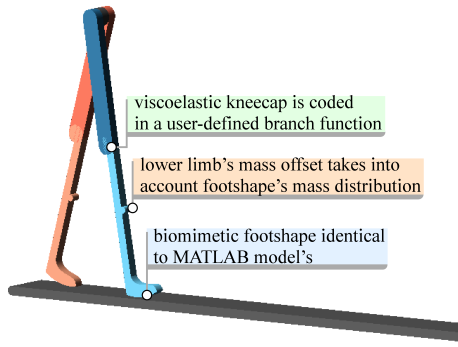 viscoelastic kneecap is coded
in a user-defined branch function
lower limb's mass offset takes into
account footshape's mass distribution
biomimetic footshape identical
to MATLAB model's